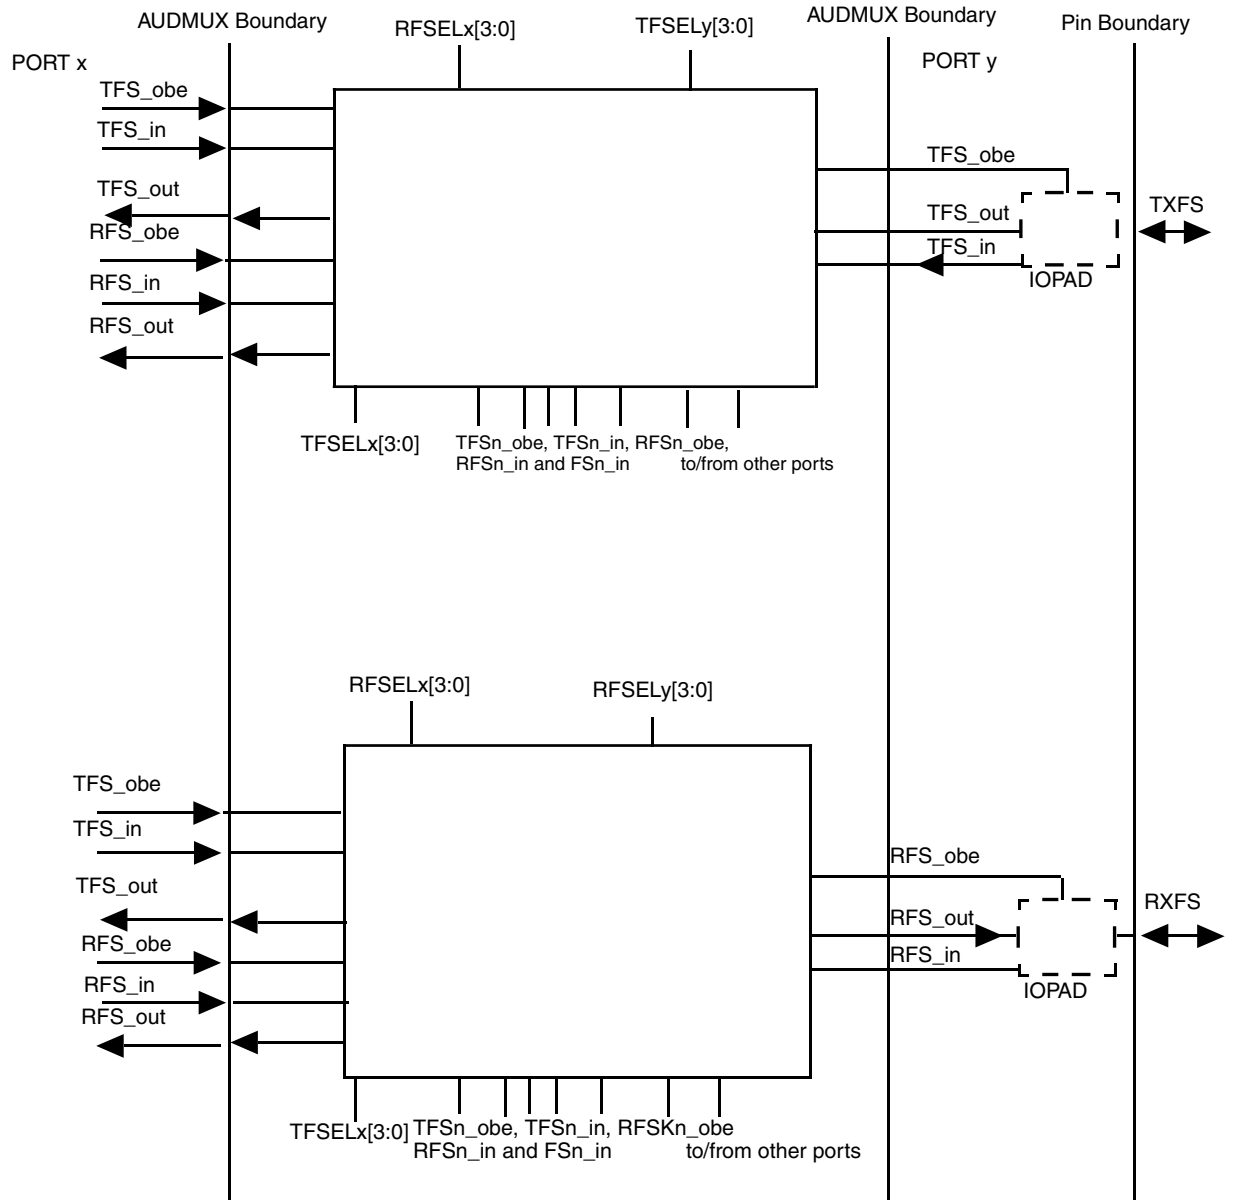 AUDMUX Boundary
RFSELx[3:0]
TFSELy[3:0]
AUDMUX Boundary
Pin Boundary
PORT x
PORT y
TFS_obe
TFS_in
TFS_out
RFS_obe
RFS_in
RFS_out
TFS_obe
TFS_out
TFS_in
IOPAD
TXFS
TFSELx[3:0]
TFSn_obe, TFSn_in, RFSn_obe,
RFSn_in and FSn_in
to/from other ports
RFSELx[3:0]
RFSELy[3:0]
TFS_obe
TFS_in
TFS_out
RFS_obe
RFS_in
RFS_out
RFS_obe
RFS_out
RFS_in
IOPAD
RXFS
TFSELx[3:0]
TFSn_obe, TFSn_in, RFSKn_obe
RFSn_in and FSn_in
to/from other ports